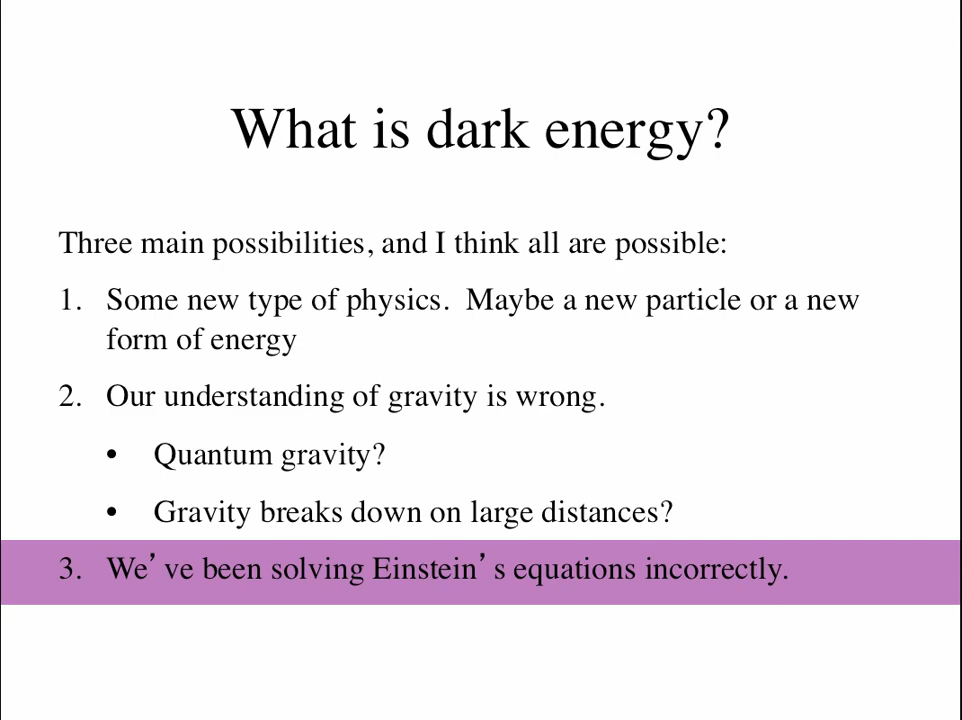 What is dark energy?
Three main possibilities, and I think all are possible:
1. Some new type of physics.  Maybe a new particle or a new
form of energy
2. Our understanding of gravity is wrong.
• Quantum gravity?
• Gravity breaks down on large distances?
3. We’ve been solving Einstein’s equations incorrectly.